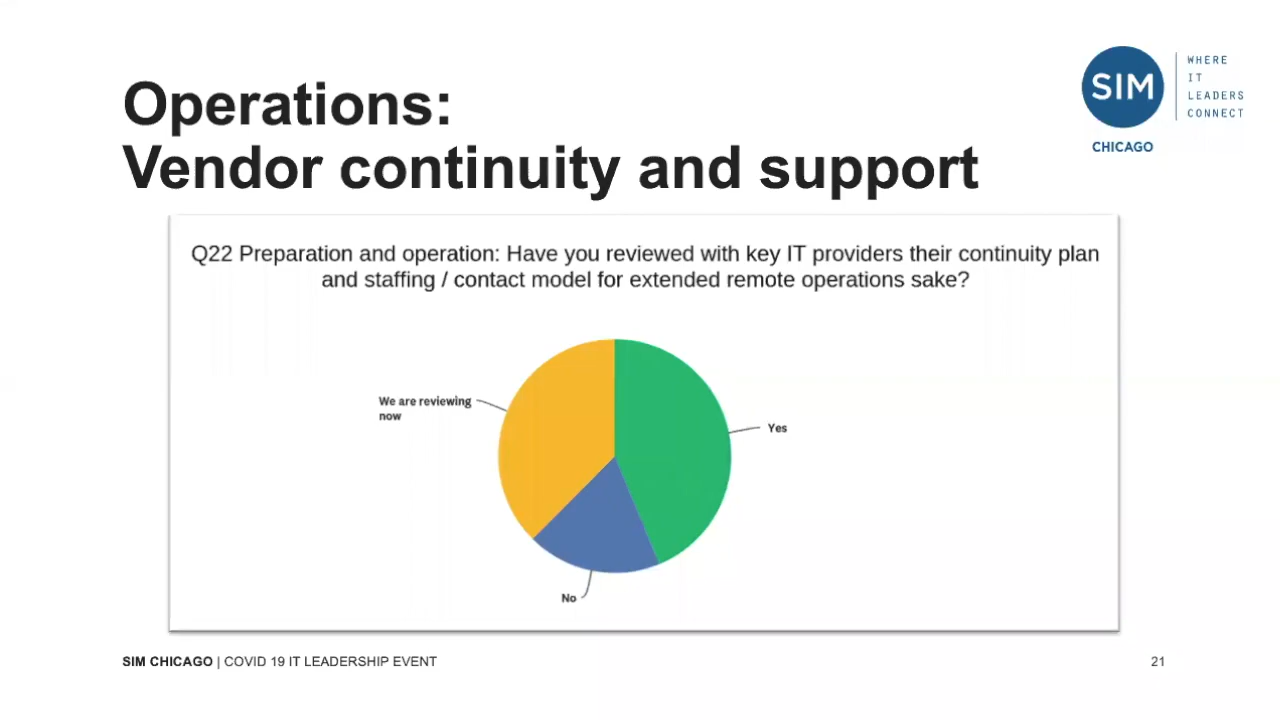 Operations:
Vendor continuity and support
SIM
CHICAGO
WHERE
IT
LEADERS
CONNECT
Q22 Preparation and operation: Have you reviewed with key IT providers their continuity plan
and staffing / contact model for extended remote operations sake?
We are reviewing
now
Yes
No
SIM CHICAGO | COVID 19 IT LEADERSHIP EVENT
21